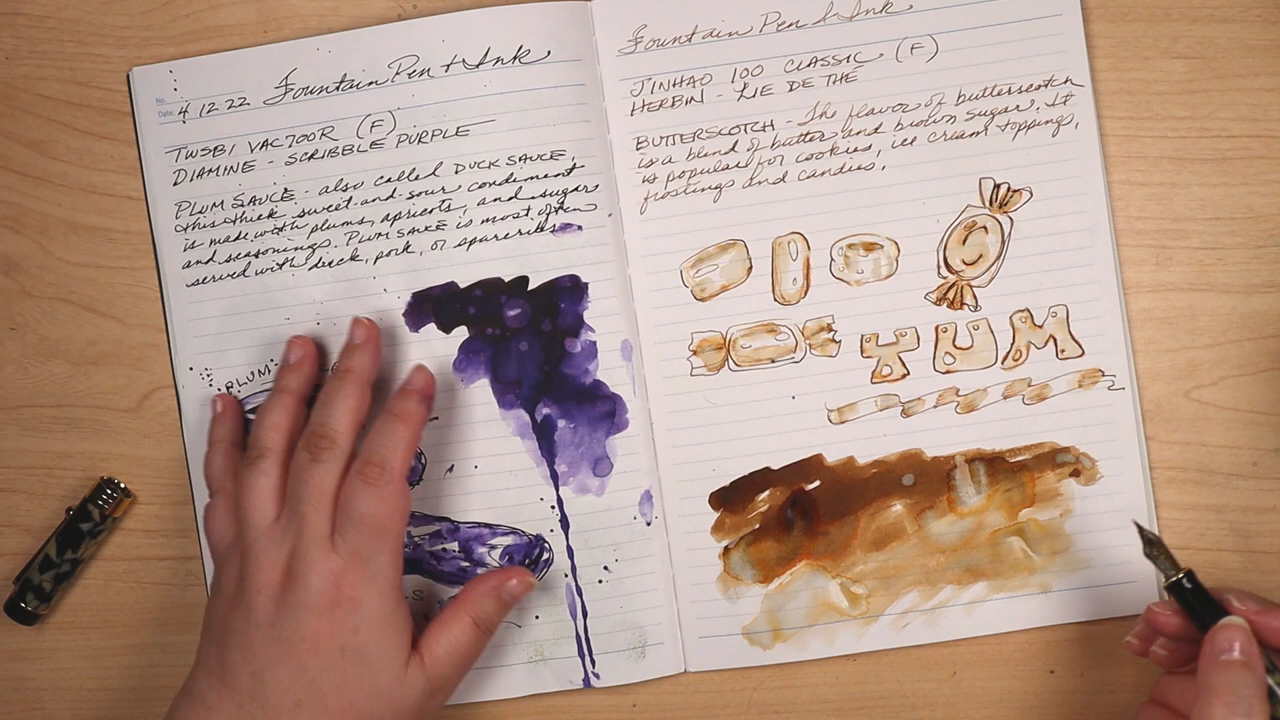 No.
Date. 4 12 22
Fountain Pen & Ink
TWSBI VAC700R (F)
DIAMINE - SCRIBBLE PURPLE
PLUM SAUCE - also called DUCK SAUCE,
this thick sweet-and-sour condiment
is made with plums, apricots, and sugar
and seasonings. PLUM SAUCE is most often
served with duck, pork, or spareribs.
PLUM
S
Fountain Pen & Ink
JINHAO 100 CLASSIC (F)
HERBIN - LIE DE THE
BUTTERSCOTCH - The flavor of butterscotch
is a blend of butter and brown sugar. It
is popular for cookies, ice cream toppings,
frostings and candies.
C
YUM